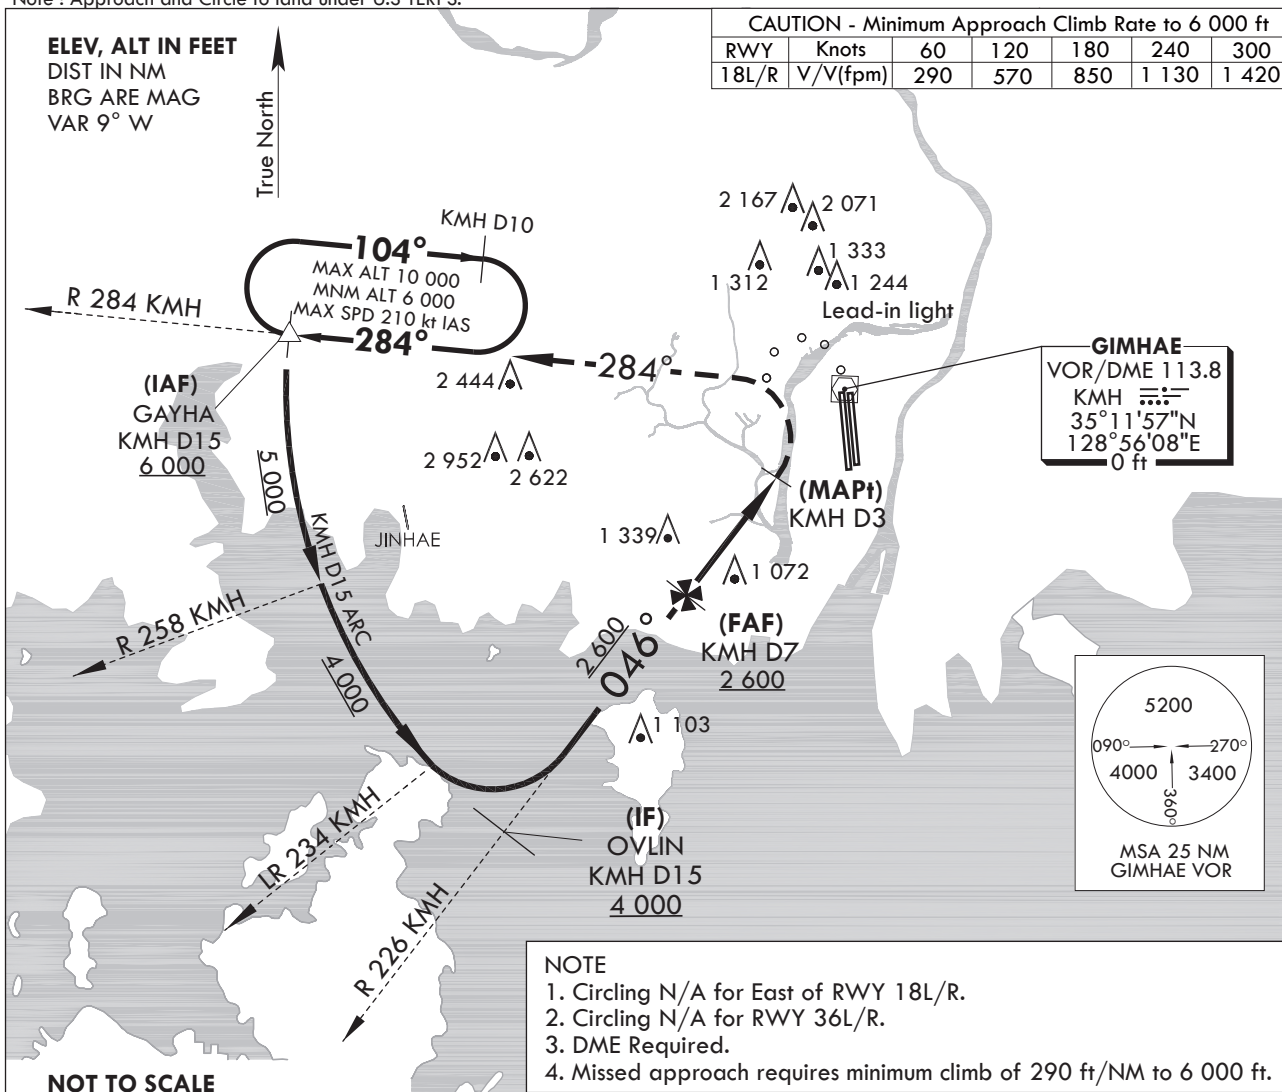 Note : Approach and Circle to land under U.S TERPS.
ELEV, ALT IN FEET
DIST IN NM
BRG ARE MAG
VAR 9° W
True North
CAUTION - Minimum Approach Climb Rate to 6 000 ft
RWY Knots 60 120 180 240 300
18L/R V/V(fpm) 290 570 850 1 130 1 420
2 167
2 071
1 333
1 312
1 244
Lead-in light
KMH D10
104°
MAX ALT 10 000
MNM ALT 6 000
MAX SPD 210 kt IAS
284°
R 284 KMH
284°
GIMHAE
VOR/DME 113.8
KMH
35°11'57"N
128°56'08"E
0 ft
(IAF)
GAYHA
KMH D15
6 000
2 444
2 952
2 622
5 000
KMH D15 ARC
JINHAE
(MAPt)
KMH D3
1 339
1 072
R 258 KMH
4 000
2 600
046°
(FAF)
KMH D7
2 600
1 103
5200
090°
270°
4000
3400
360°
MSA 25 NM
GIMHAE VOR
LR 234 KMH
R 226 KMH
(IF)
OVLIN
KMH D15
4 000
NOTE
1. Circling N/A for East of RWY 18L/R.
2. Circling N/A for RWY 36L/R.
3. DME Required.
4. Missed approach requires minimum climb of 290 ft/NM to 6 000 ft.
NOT TO SCALE